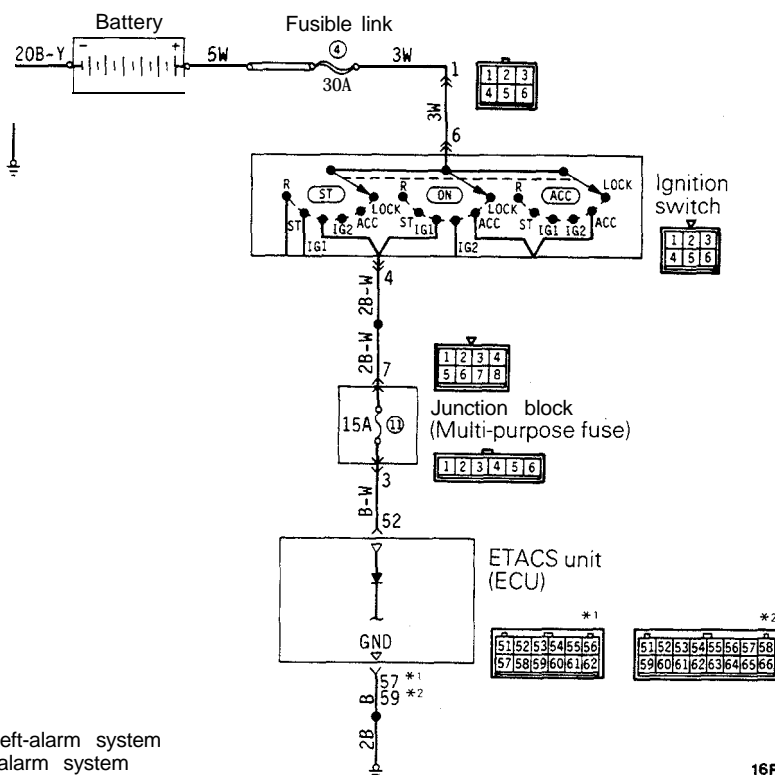 Battery
Fusible link
20B-Y
-
+
5W
④
3W
30A
1
1 2 3
4 5 6
3W
6
R
ST
LOCK
R
ON
LOCK
R
ACC
LOCK
ST
IG1
IG2
ACC
ST
IG1
IG2
ACC
ST
IG1
IG2
ACC
Ignition
switch
1 2 3
4 5 6
4
2B-W
2B-W
7
1 2 3 4
5 6 7 8
15A
⑪
Junction block
(Multi-purpose fuse)
1 2 3 4 5 6
3
B-W
52
ETACS unit
(ECU)
GND
*1
51 52 53 54 55 56
57 58 59 60 61 62
*2
51 52 53 54 55 56 57 58
59 60 61 62 63 64 65 66
57 *1
59 *2
B
2B
eft-alarm system
alarm system
16F